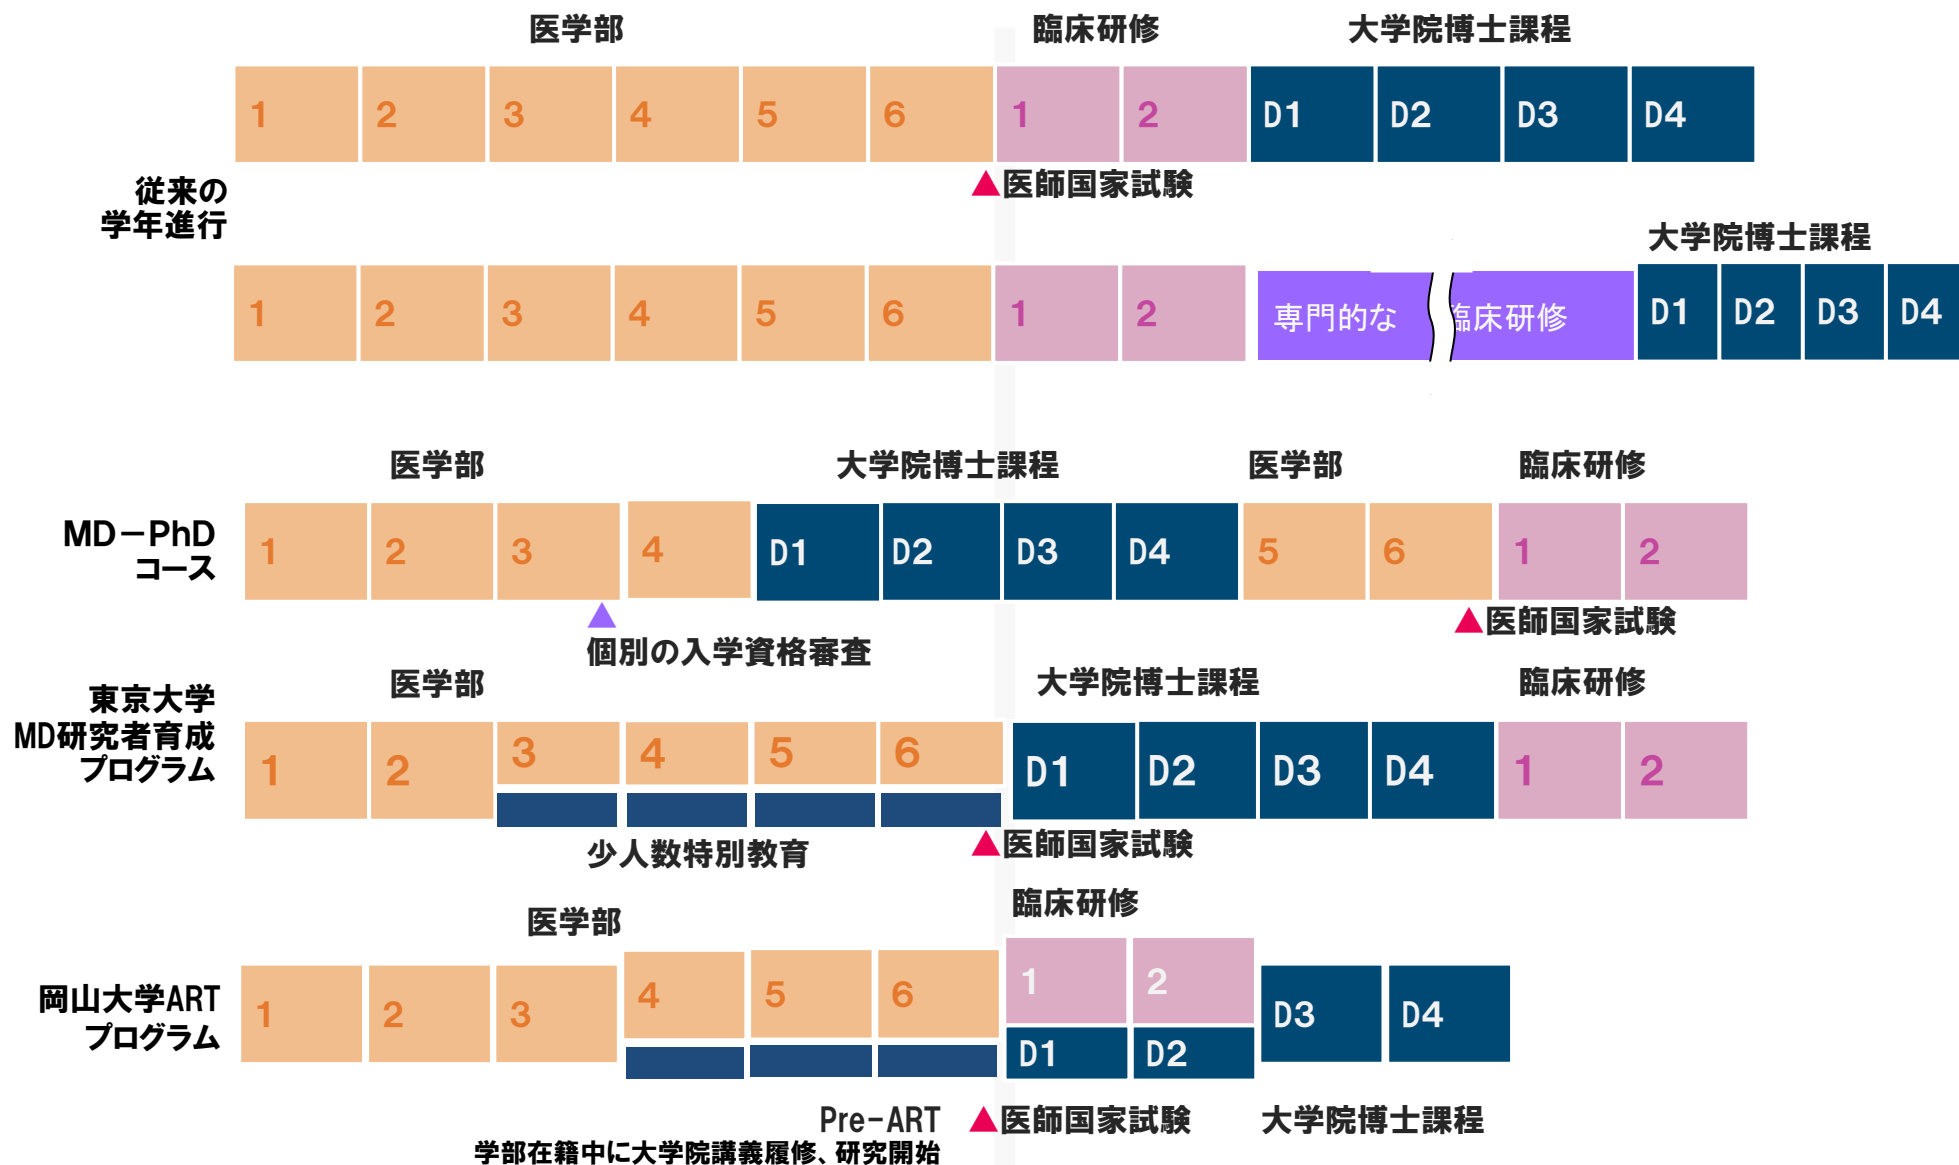 医学部 臨床研修 大学院博士課程
1 2 3 4 5 6 1 2 D1 D2 D3 D4
▲医師国家試験
従来の
学年進行
大学院博士課程
1 2 3 4 5 6 1 2 専門的な 臨床研修 D1 D2 D3 D4
医学部 大学院博士課程 医学部 臨床研修
MD−PhD
コース
1 2 3 4 D1 D2 D3 D4 5 6 1 2
▲医師国家試験
個別の入学資格審査
医学部 大学院博士課程 臨床研修
東京大学
MD研究者育成
プログラム
1 2 3 4 5 6 D1 D2 D3 D4 1 2
少人数特別教育
▲医師国家試験
医学部 臨床研修
岡山大学ART
プログラム
1 2 3 4 5 6 1 2 D3 D4
D1 D2
Pre−ART ▲医師国家試験 大学院博士課程
学部在籍中に大学院講義履修、研究開始